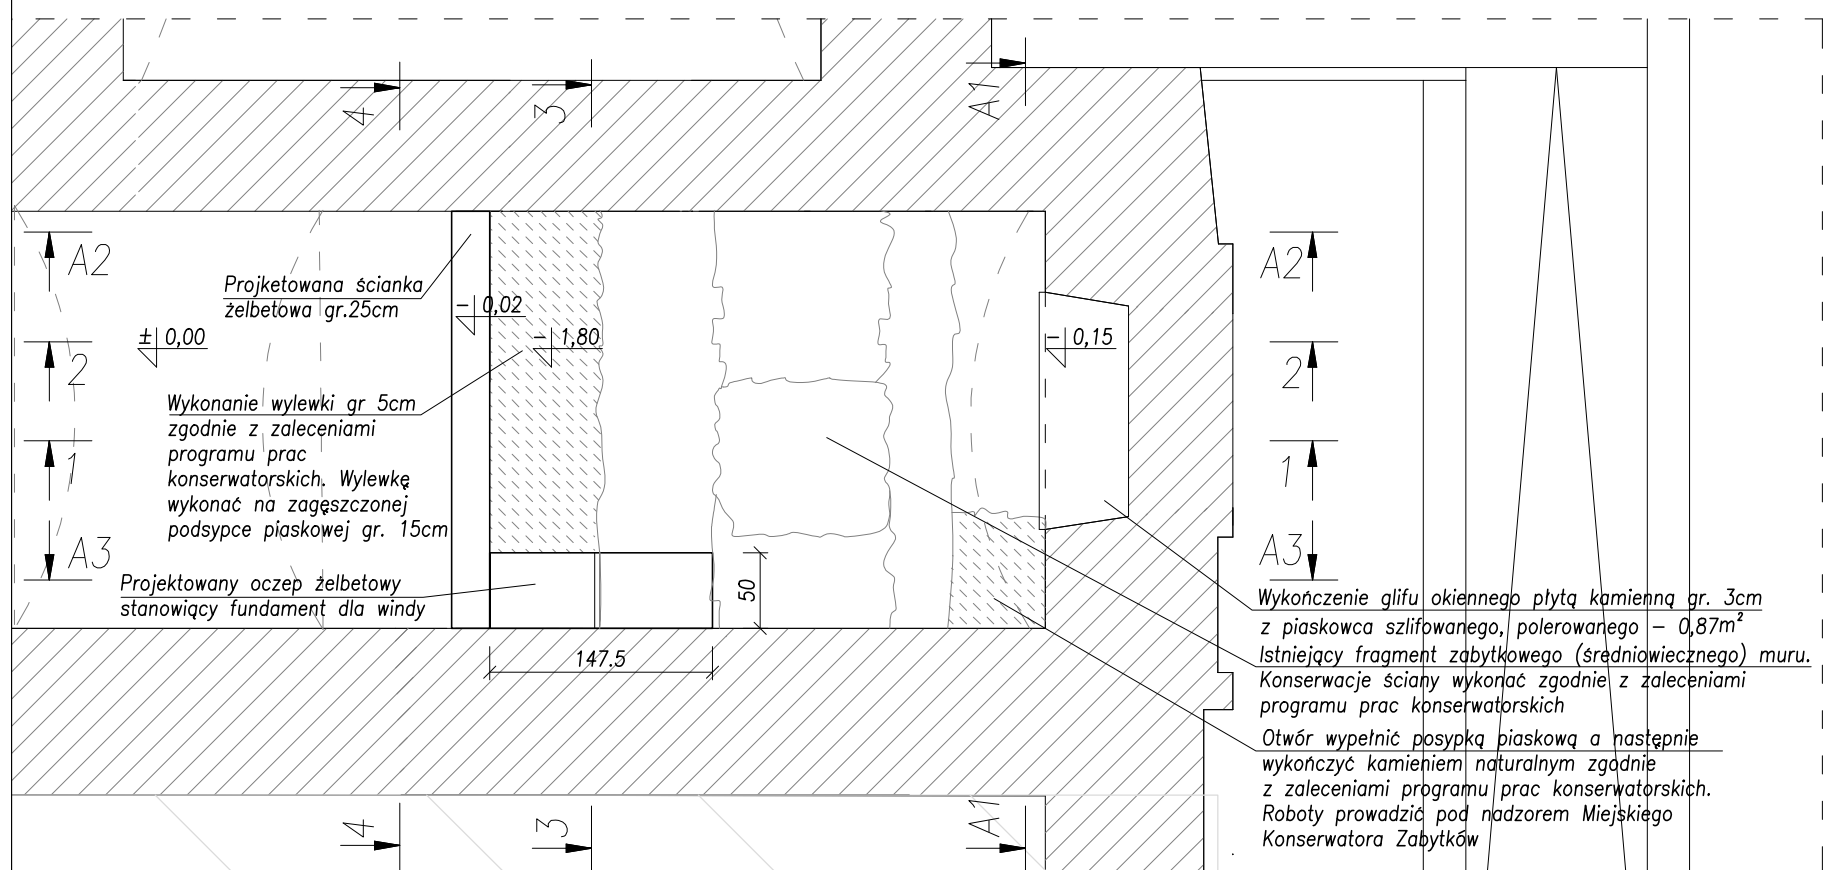 4
3
A1
A2
A2
Projketowana ścianka
żelbetowa gr.25cm
- 0,02
± 0,00
- 1,80
- 0,15
2
2
Wykonanie wylewki gr 5cm
zgodnie z zaleceniami
programu prac
konserwatorskich. Wylewkę
wykonać na zagęszczonej
podsypce piaskowej gr. 15cm
1
1
A3
A3
Projektowany oczep żelbetowy
stanowiący fundament dla windy
50
147.5
Wykończenie glifu okiennego płytą kamienną gr. 3cm
z piaskowca szlifowanego, polerowanego – 0,87m²
Istniejący fragment zabytkowego (średniowiecznego) muru.
Konserwacje ściany wykonać zgodnie z zaleceniami
programu prac konserwatorskich
Otwór wypełnić posypką piaskową a następnie
wykończyć kamieniem naturalnym zgodnie
z zaleceniami programu prac konserwatorskich.
Roboty prowadzić pod nadzorem Miejskiego
Konserwatora Zabytków
4
3
A1